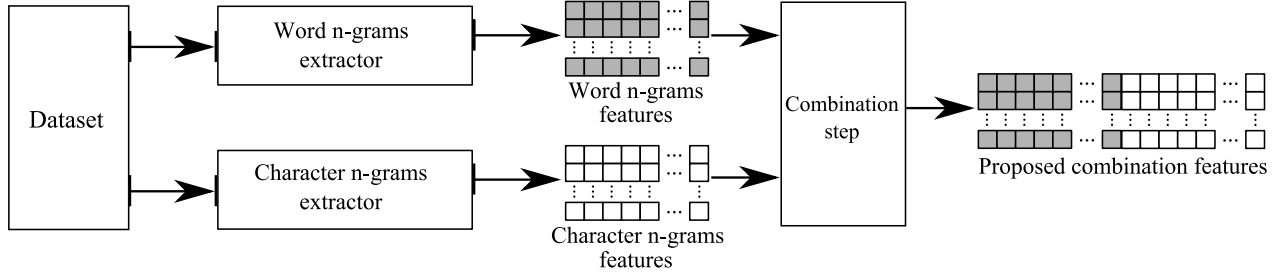 Dataset
Word n-grams
extractor
Word n-grams
features
Character n-grams
extractor
Character n-grams
features
Combination
step
Proposed combination features